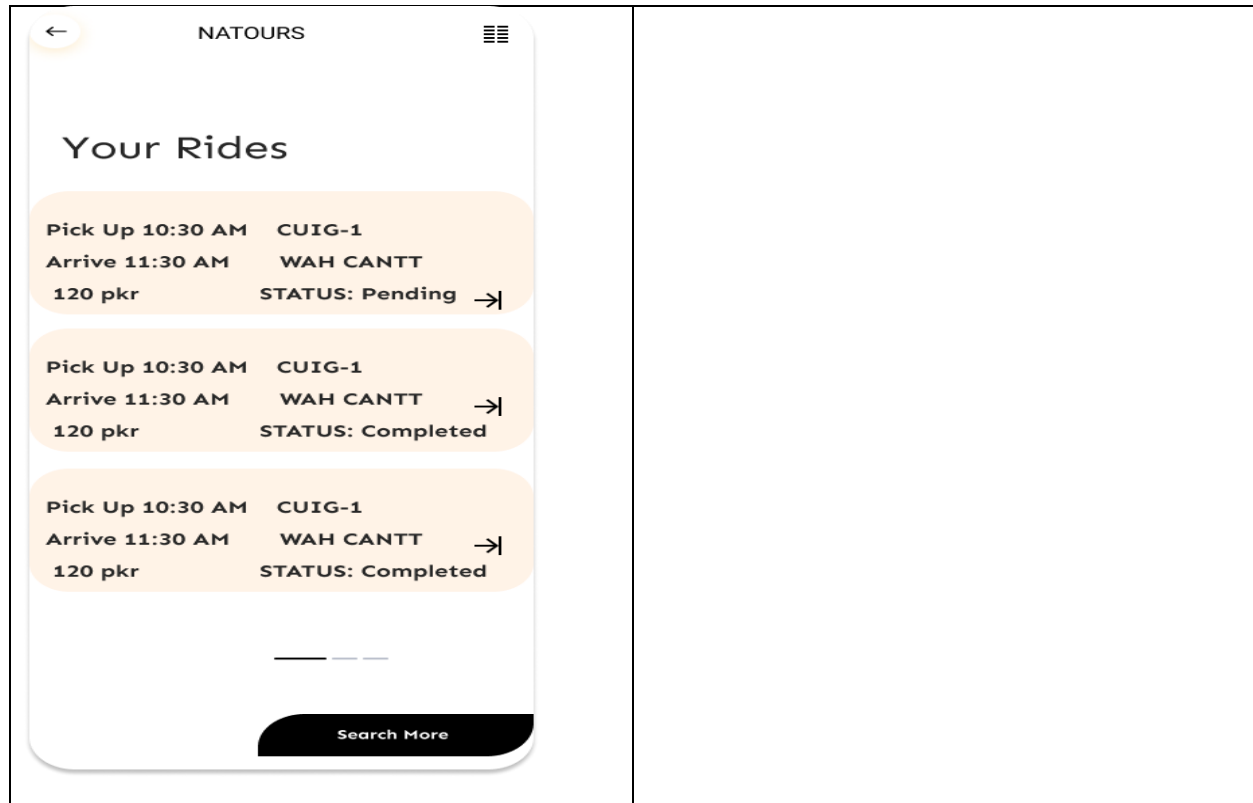 NATOURS
Your Rides
Pick Up 10:30 AM CUIG-1
Arrive 11:30 AM WAH CANTT
120 pkr STATUS: Pending
Pick Up 10:30 AM CUIG-1
Arrive 11:30 AM WAH CANTT
120 pkr STATUS: Completed
Pick Up 10:30 AM CUIG-1
Arrive 11:30 AM WAH CANTT
120 pkr STATUS: Completed
Search More